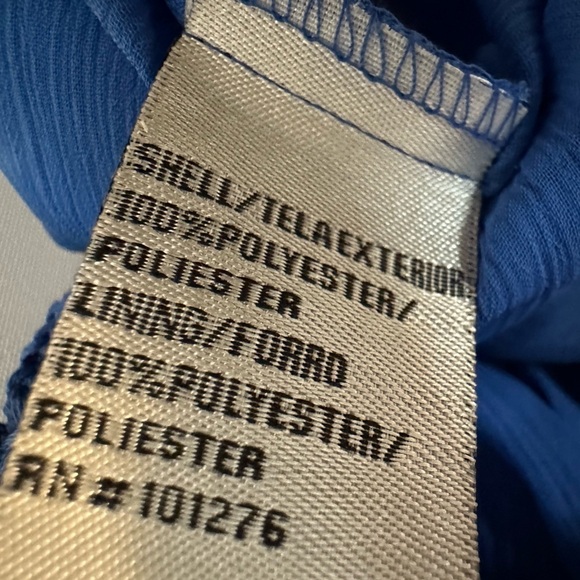 SHELL/TELA EXTERIOR
100% POLYESTER/
POLIESTER
LINING/FORRO
100% POLYESTER/
POLIESTER
RN # 101276